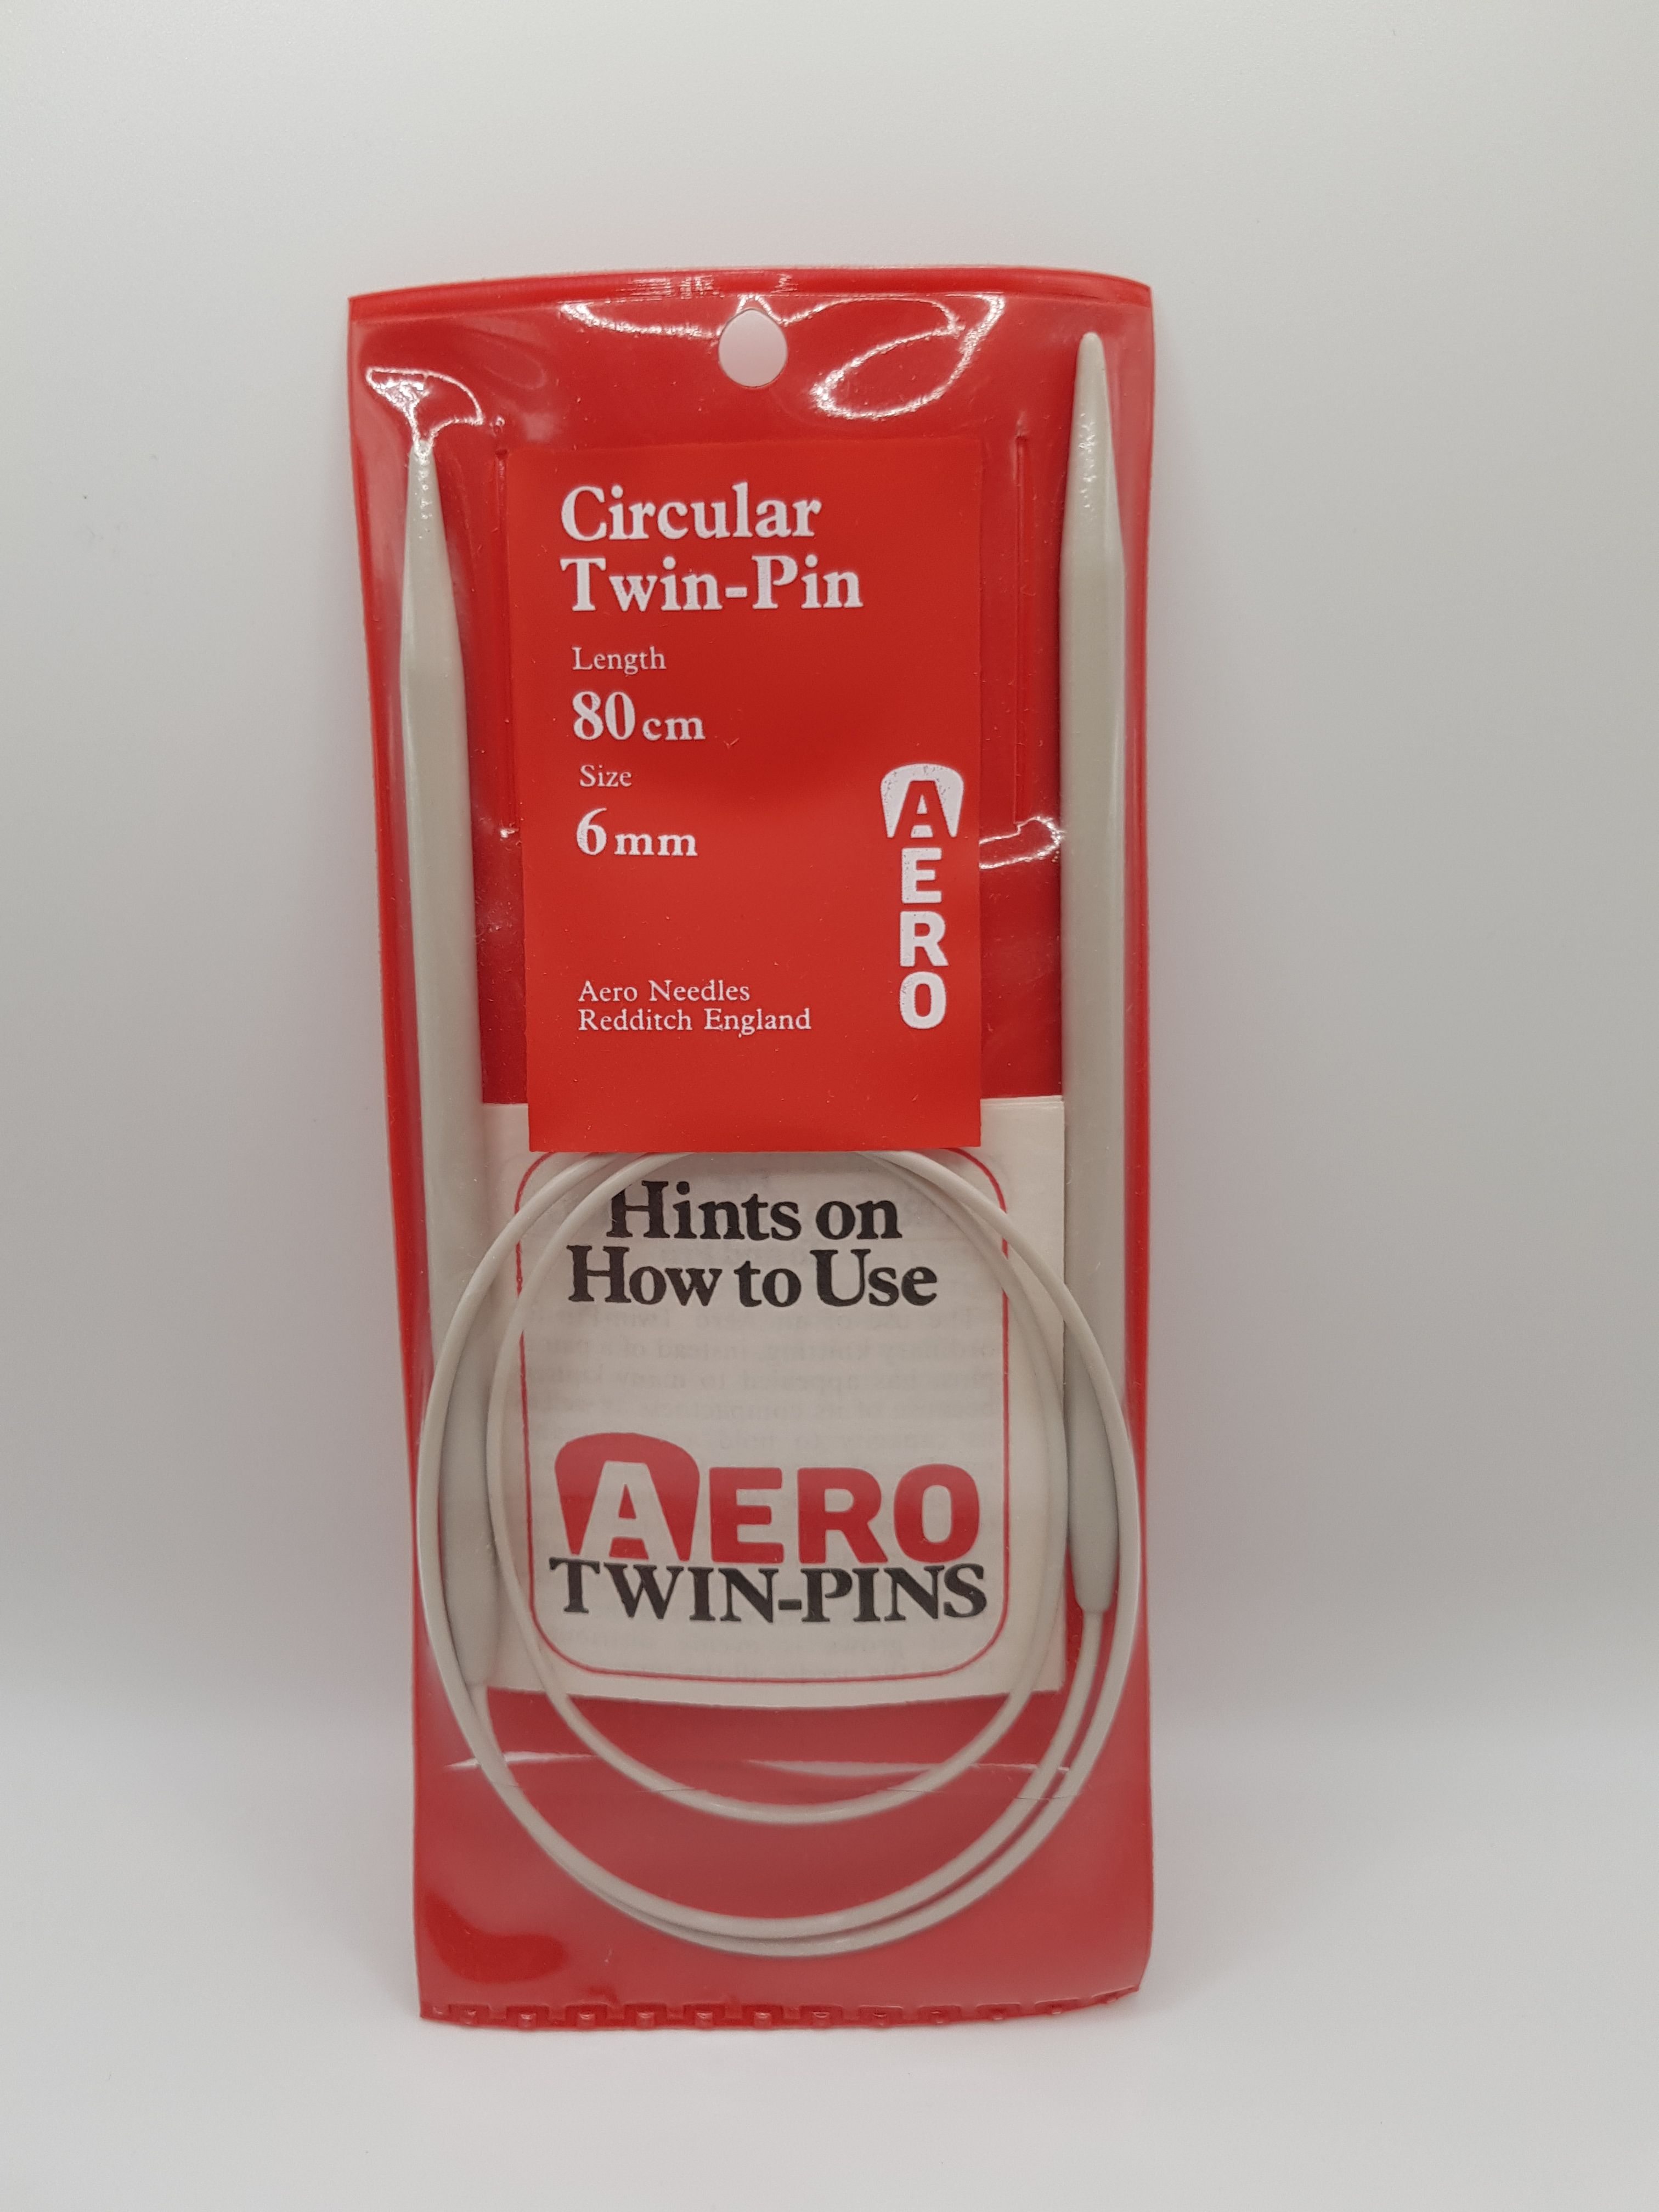 Circular
Twin-Pin
Length
80cm
Size
6mm
AERO
Aero Needles
Redditch England
Hints on
How to Use
AERO
TWIN-PINS